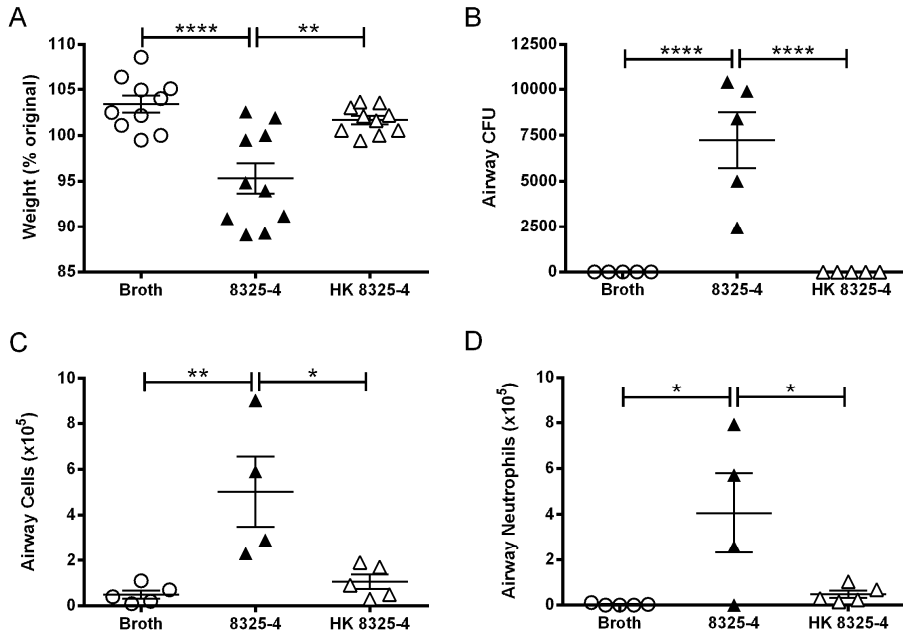 A
**** **
Weight (% original)
110
105
100
95
90
85
Broth 8325-4 HK 8325-4
B
**** ****
Airway CFU
12500
10000
7500
5000
2500
0
Broth 8325-4 HK 8325-4
C
** *
Airway Cells (x10⁵)
10
8
6
4
2
0
Broth 8325-4 HK 8325-4
D
* *
Airway Neutrophils (x10⁵)
10
8
6
4
2
0
Broth 8325-4 HK 8325-4